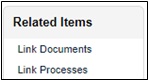 Related Items
Link Documents
Link Processes